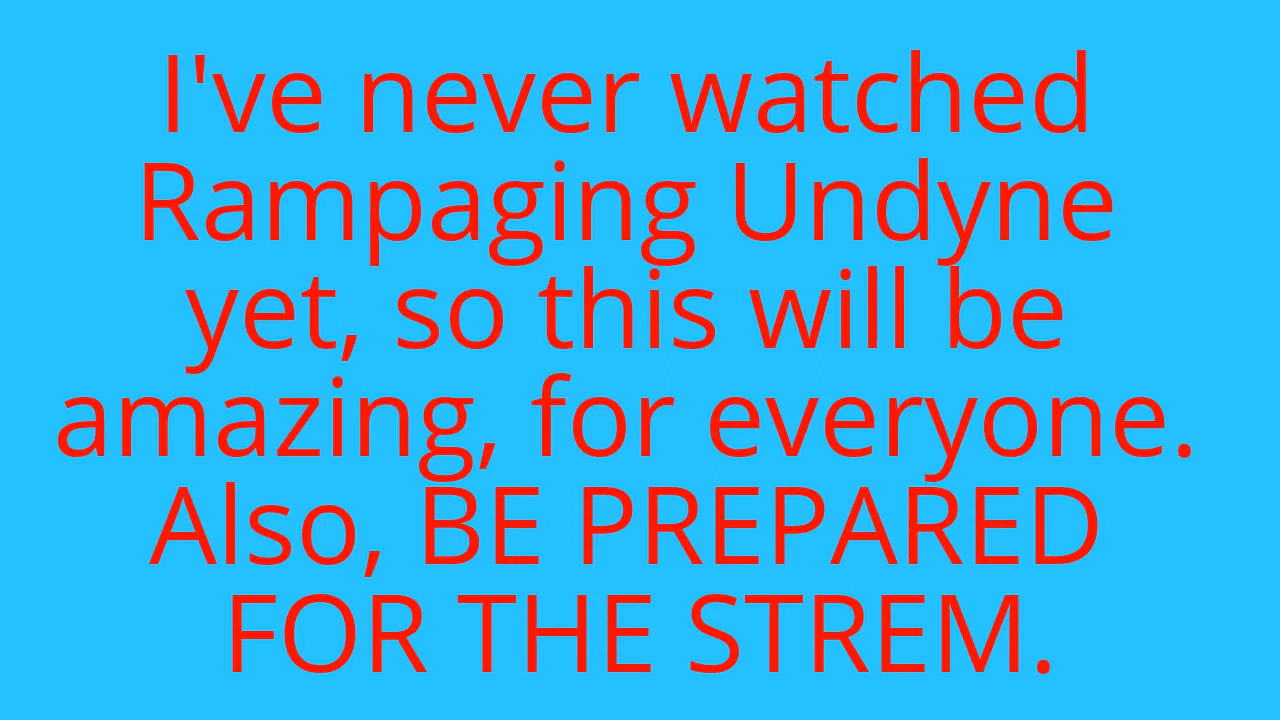 I've never watched
Rampaging Undyne
yet, so this will be
amazing, for everyone.
Also, BE PREPARED
FOR THE STREM.